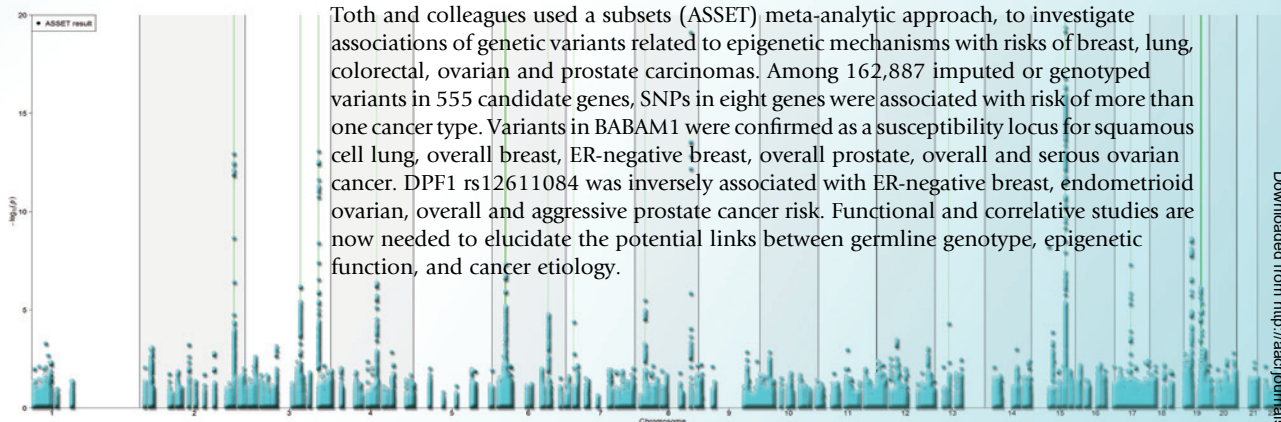 Toth and colleagues used a subsets (ASSET) meta-analytic approach, to investigate
associations of genetic variants related to epigenetic mechanisms with risks of breast, lung,
colorectal, ovarian and prostate carcinomas. Among 162,887 imputed or genotyped
variants in 555 candidate genes, SNPs in eight genes were associated with risk of more than
one cancer type. Variants in BABAM1 were confirmed as a susceptibility locus for squamous
cell lung, overall breast, ER-negative breast, overall prostate, overall and serous ovarian
cancer. DPF1 rs12611084 was inversely associated with ER-negative breast, endometrioid
ovarian, overall and aggressive prostate cancer risk. Functional and correlative studies are
now needed to elucidate the potential links between germline genotype, epigenetic
function, and cancer etiology.
ASSET result
20
15
10
5
0
-log10(p)
1 2 3 4 5 6 7 8 9 10 11 12 13 14 15 16 17 18 19 20 21
Chromosome
Downloaded from http://aacrjournals